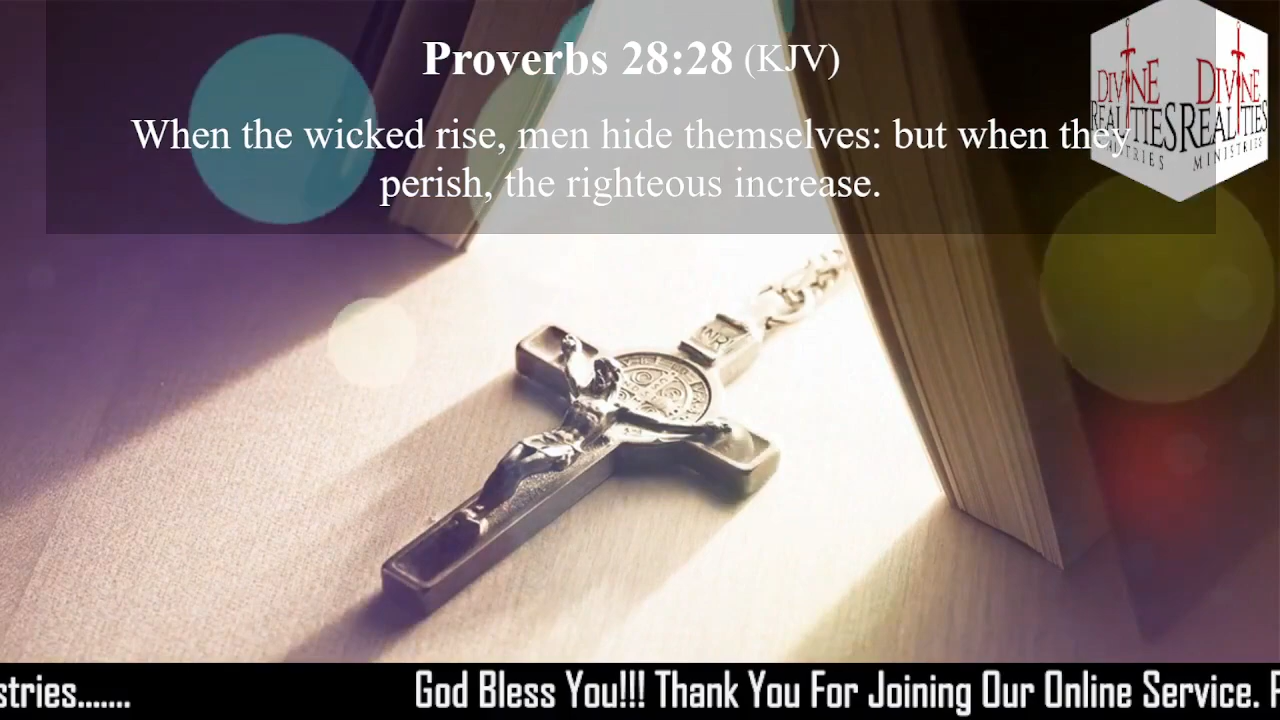 Proverbs 28:28 (KJV)
When the wicked rise, men hide themselves: but when they
perish, the righteous increase.
DIVINE DIVINE
REALITIES REALITIES
MINISTRIES
INRI
stries.......
God Bless You!!! Thank You For Joining Our Online Service.